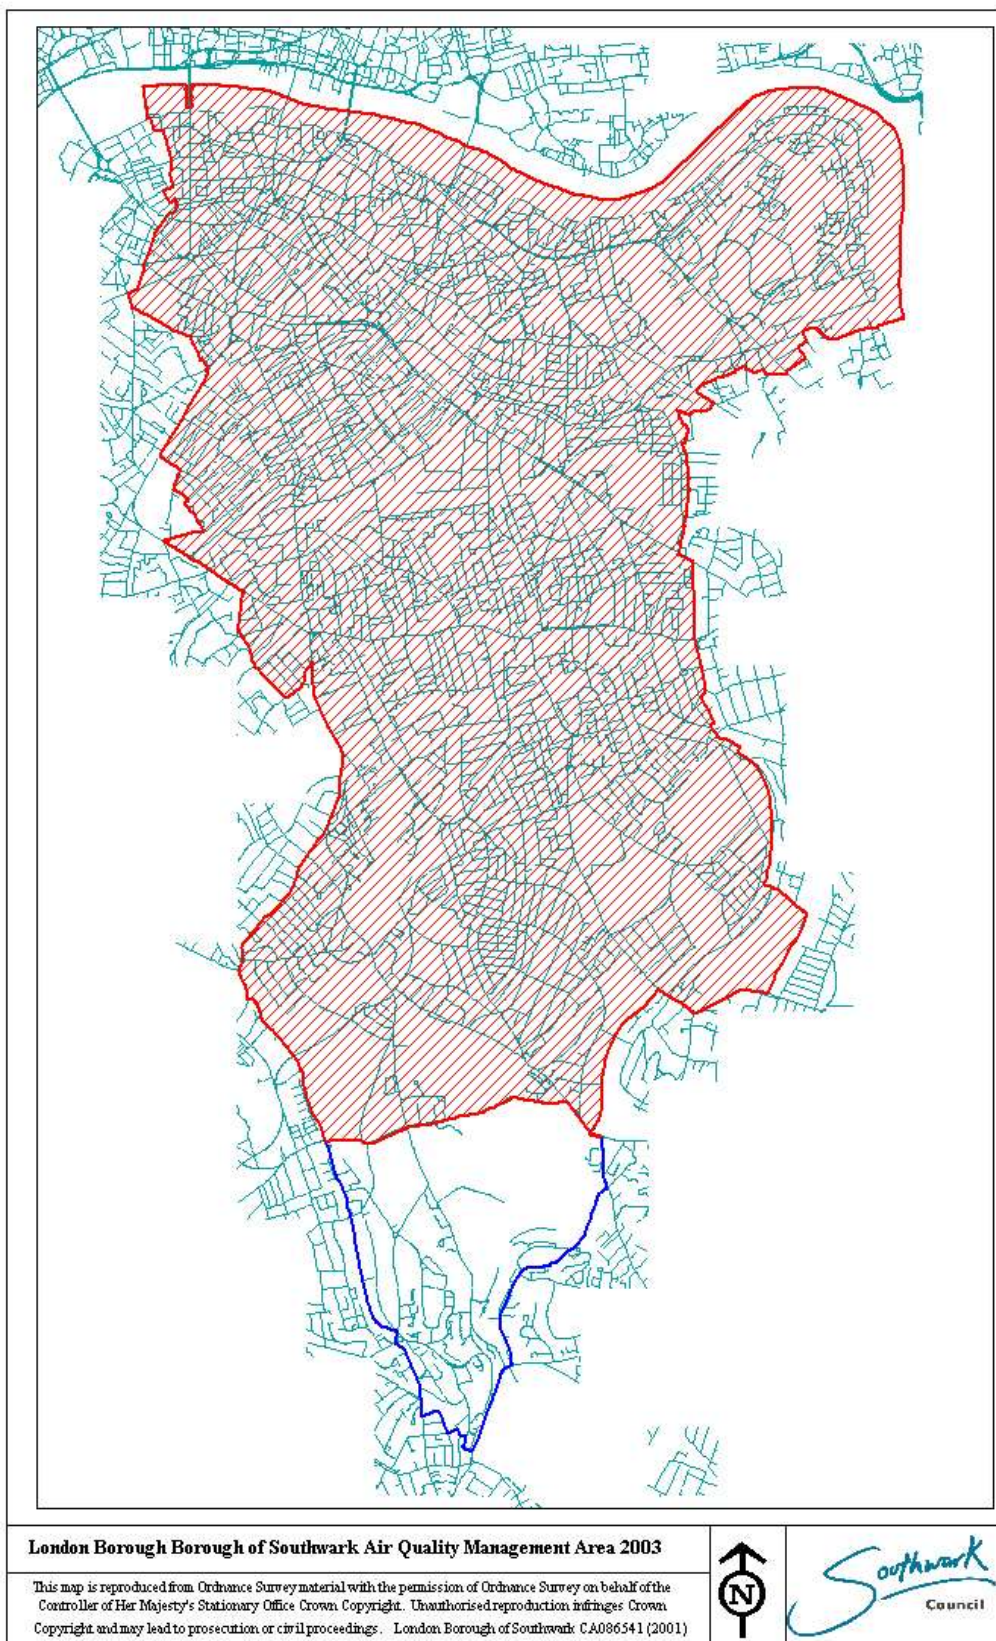 London Borough Borough of Southwark Air Quality Management Area 2003
This map is reproduced from Ordnance Survey material with the permission of Ordnance Survey on behalf of the
Controller of Her Majesty's Stationary Office Crown Copyright. Unauthorised reproduction infringes Crown
Copyright and may lead to prosecution or civil proceedings. London Borough of Southwark CA086541 (2001)
N
Southwark
Council